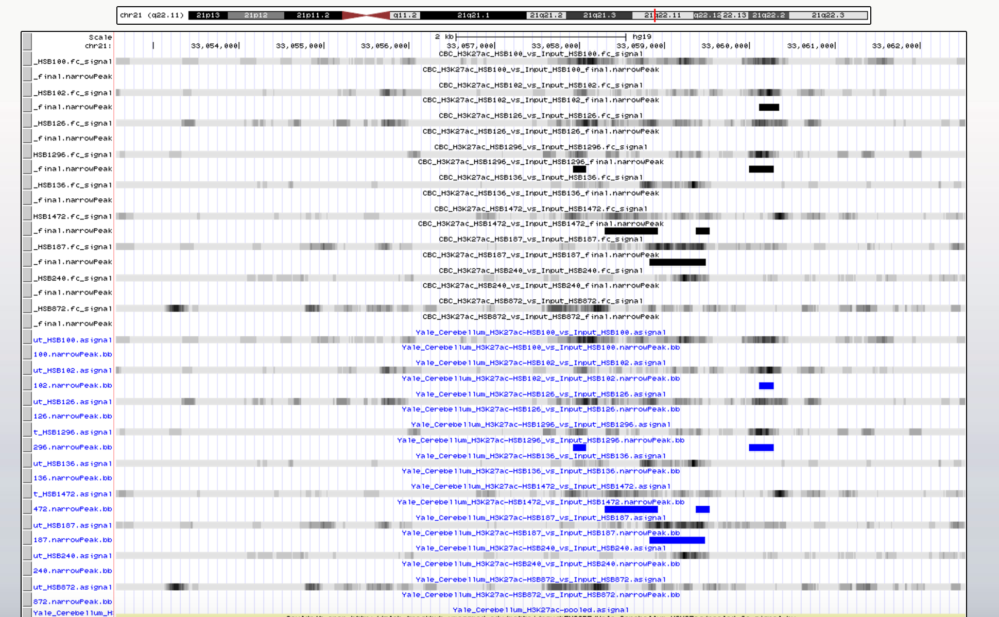 chr21 (q22.11) 21p13 21p12 21p11.2 q11.2 21q21.1 21q21.2 21q21.3 21q22.11 q22.12 22.13 21q22.2 21q22.3
Scale 2 kb hg19
chr21: 33,054,000 33,055,000 33,056,000 33,057,000 33,058,000 33,059,000 33,060,000 33,061,000 33,062,000
CBC_H3K27ac_HSB100_vs_Input_HSB100.fc_signal
_HSB100.fc_signal
CBC_H3K27ac_HSB100_vs_Input_HSB100_final.narrowPeak
_final.narrowPeak
CBC_H3K27ac_HSB102_vs_Input_HSB102.fc_signal
_HSB102.fc_signal
CBC_H3K27ac_HSB102_vs_Input_HSB102_final.narrowPeak
_final.narrowPeak
CBC_H3K27ac_HSB126_vs_Input_HSB126.fc_signal
_HSB126.fc_signal
CBC_H3K27ac_HSB126_vs_Input_HSB126_final.narrowPeak
_final.narrowPeak
CBC_H3K27ac_HSB1296_vs_Input_HSB1296.fc_signal
HSB1296.fc_signal
CBC_H3K27ac_HSB1296_vs_Input_HSB1296_final.narrowPeak
_final.narrowPeak
CBC_H3K27ac_HSB136_vs_Input_HSB136.fc_signal
_HSB136.fc_signal
CBC_H3K27ac_HSB136_vs_Input_HSB136_final.narrowPeak
_final.narrowPeak
CBC_H3K27ac_HSB1472_vs_Input_HSB1472.fc_signal
HSB1472.fc_signal
CBC_H3K27ac_HSB1472_vs_Input_HSB1472_final.narrowPeak
_final.narrowPeak
CBC_H3K27ac_HSB187_vs_Input_HSB187.fc_signal
_HSB187.fc_signal
CBC_H3K27ac_HSB187_vs_Input_HSB187_final.narrowPeak
_final.narrowPeak
CBC_H3K27ac_HSB240_vs_Input_HSB240.fc_signal
_HSB240.fc_signal
CBC_H3K27ac_HSB240_vs_Input_HSB240_final.narrowPeak
_final.narrowPeak
CBC_H3K27ac_HSB872_vs_Input_HSB872.fc_signal
_HSB872.fc_signal
CBC_H3K27ac_HSB872_vs_Input_HSB872_final.narrowPeak
_final.narrowPeak
Yale_Cerebellum_H3K27ac-HSB100_vs_Input_HSB100.asignal
ut_HSB100.asignal
Yale_Cerebellum_H3K27ac-HSB100_vs_Input_HSB100.narrowPeak.bb
100.narrowPeak.bb
Yale_Cerebellum_H3K27ac-HSB102_vs_Input_HSB102.asignal
ut_HSB102.asignal
Yale_Cerebellum_H3K27ac-HSB102_vs_Input_HSB102.narrowPeak.bb
102.narrowPeak.bb
Yale_Cerebellum_H3K27ac-HSB126_vs_Input_HSB126.asignal
ut_HSB126.asignal
Yale_Cerebellum_H3K27ac-HSB126_vs_Input_HSB126.narrowPeak.bb
126.narrowPeak.bb
Yale_Cerebellum_H3K27ac-HSB1296_vs_Input_HSB1296.asignal
t_HSB1296.asignal
Yale_Cerebellum_H3K27ac-HSB1296_vs_Input_HSB1296.narrowPeak.bb
296.narrowPeak.bb
Yale_Cerebellum_H3K27ac-HSB136_vs_Input_HSB136.asignal
ut_HSB136.asignal
Yale_Cerebellum_H3K27ac-HSB136_vs_Input_HSB136.narrowPeak.bb
136.narrowPeak.bb
Yale_Cerebellum_H3K27ac-HSB1472_vs_Input_HSB1472.asignal
t_HSB1472.asignal
Yale_Cerebellum_H3K27ac-HSB1472_vs_Input_HSB1472.narrowPeak.bb
472.narrowPeak.bb
Yale_Cerebellum_H3K27ac-HSB187_vs_Input_HSB187.asignal
ut_HSB187.asignal
Yale_Cerebellum_H3K27ac-HSB187_vs_Input_HSB187.narrowPeak.bb
187.narrowPeak.bb
Yale_Cerebellum_H3K27ac-HSB240_vs_Input_HSB240.asignal
ut_HSB240.asignal
Yale_Cerebellum_H3K27ac-HSB240_vs_Input_HSB240.narrowPeak.bb
240.narrowPeak.bb
Yale_Cerebellum_H3K27ac-HSB872_vs_Input_HSB872.asignal
ut_HSB872.asignal
Yale_Cerebellum_H3K27ac-HSB872_vs_Input_HSB872.narrowPeak.bb
872.narrowPeak.bb
Yale_Cerebellum_H3K27ac-pooled.asignal
Yale_Cerebellum_H